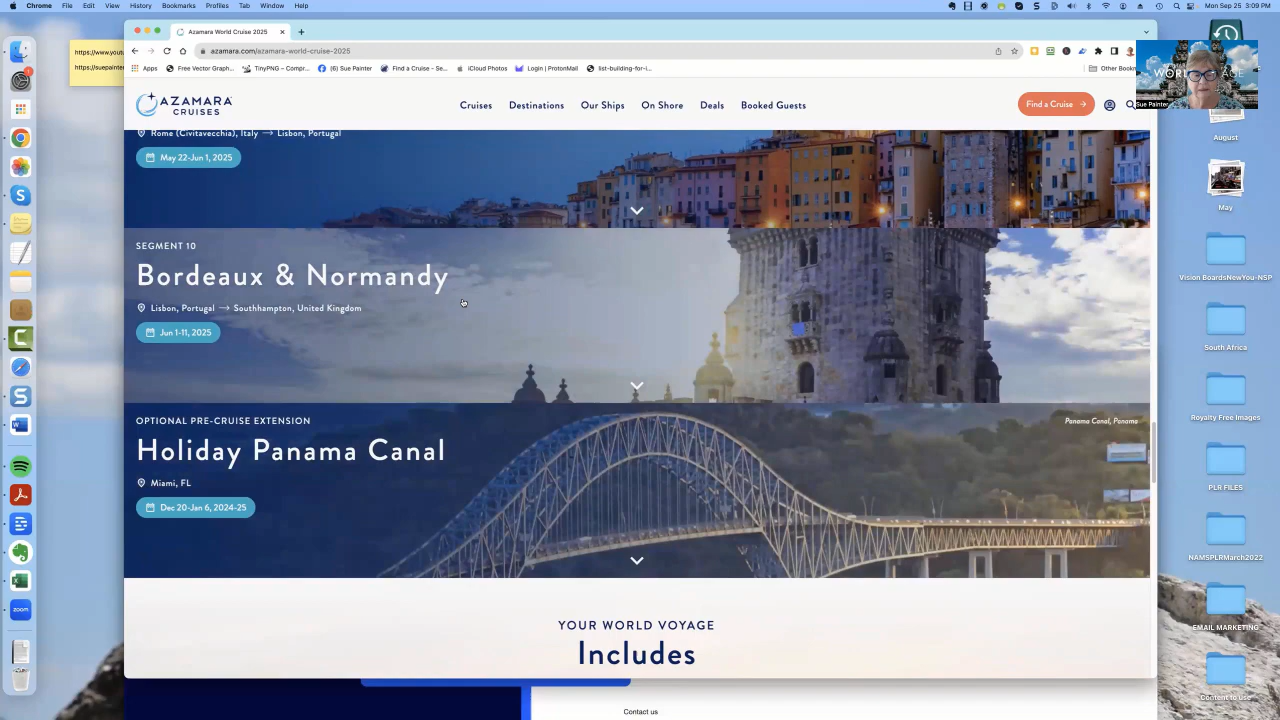 Chrome File Edit View History Bookmarks Profiles Tab Window Help
Mon Sep 25 3:09 PM
Azamara World Cruise 2025
azamara.com/azamara-world-cruise-2025
https://www.yout
https://suepainter
Apps Free Vector Graph... TinyPNG – Compr... (6) Sue Painter Find a Cruise – Se... iCloud Photos Login | ProtonMail list-building-for-i... Other Bookm
AZAMARA
CRUISES
Cruises Destinations Our Ships On Shore Deals Booked Guests
Find a Cruise
Sue Painter
Rome (Civitavecchia), Italy → Lisbon, Portugal
May 22-Jun 1, 2025
SEGMENT 10
Bordeaux & Normandy
Lisbon, Portugal → Southhampton, United Kingdom
Jun 1-11, 2025
OPTIONAL PRE-CRUISE EXTENSION
Panama Canal, Panama
Holiday Panama Canal
Miami, FL
Dec 20-Jan 6, 2024-25
YOUR WORLD VOYAGE
Includes
Contact us
zoom
August
May
Vision BoardsNewYou-NSP
South Africa
Royalty Free Images
PLR FILES
NAMSPLRMarch2022
EMAIL MARKETING
Content to use